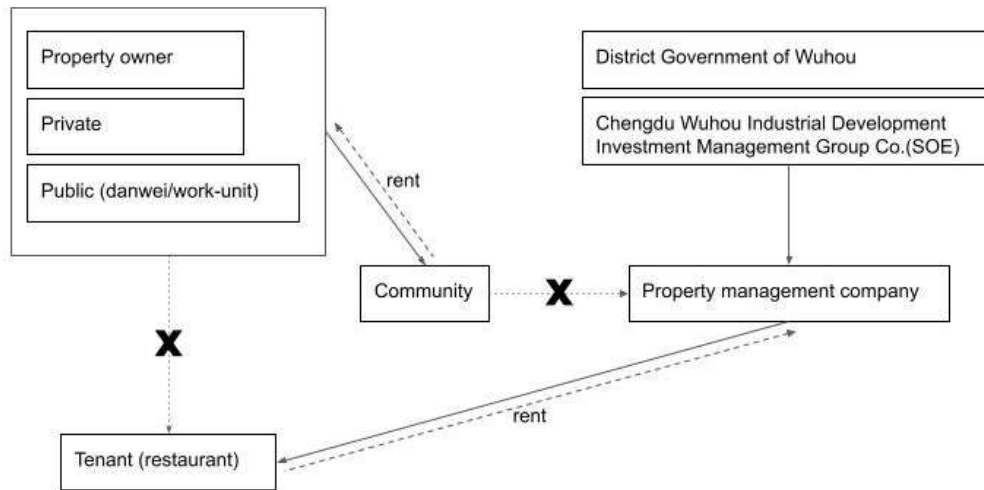 Property owner
Private
Public (danwei/work-unit)
District Government of Wuhou
Chengdu Wuhou Industrial Development
Investment Management Group Co.(SOE)
rent
Community
X
Property management company
X
rent
Tenant (restaurant)